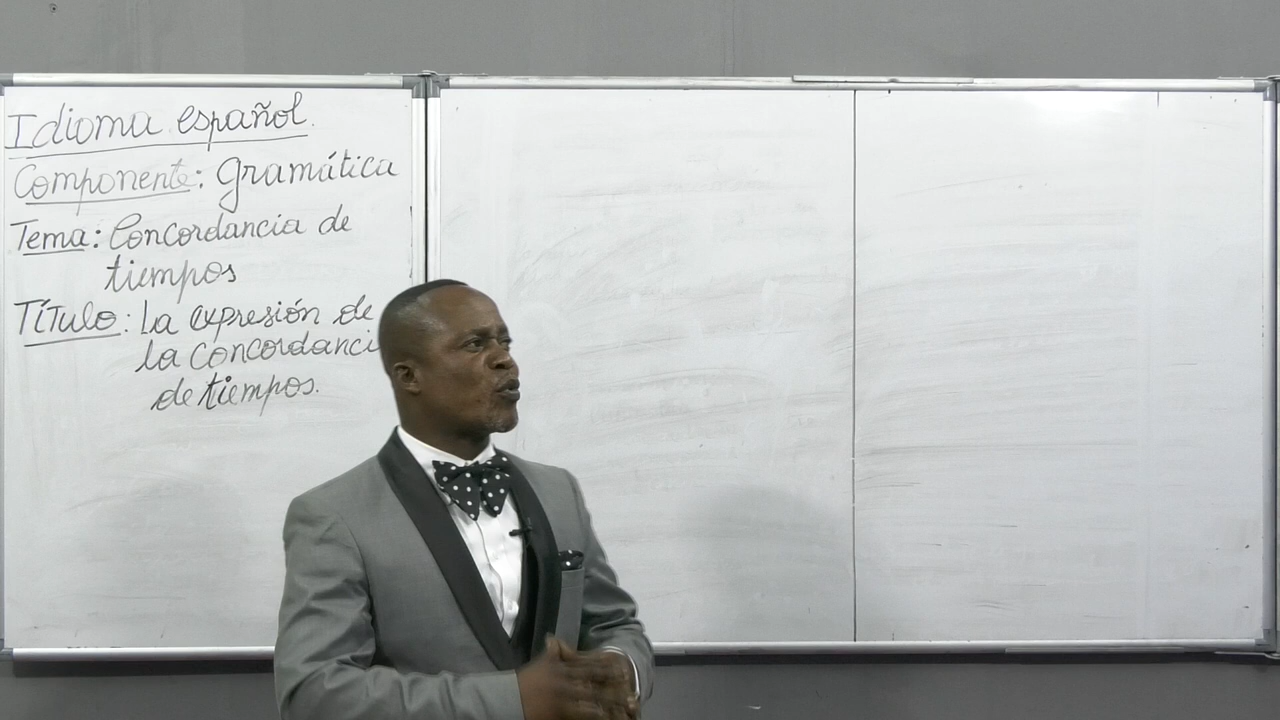 Idioma español.
Componente: Gramática
Tema: Concordancia de
tiempos
Título: La expresión de
la concordanci
de tiempos.